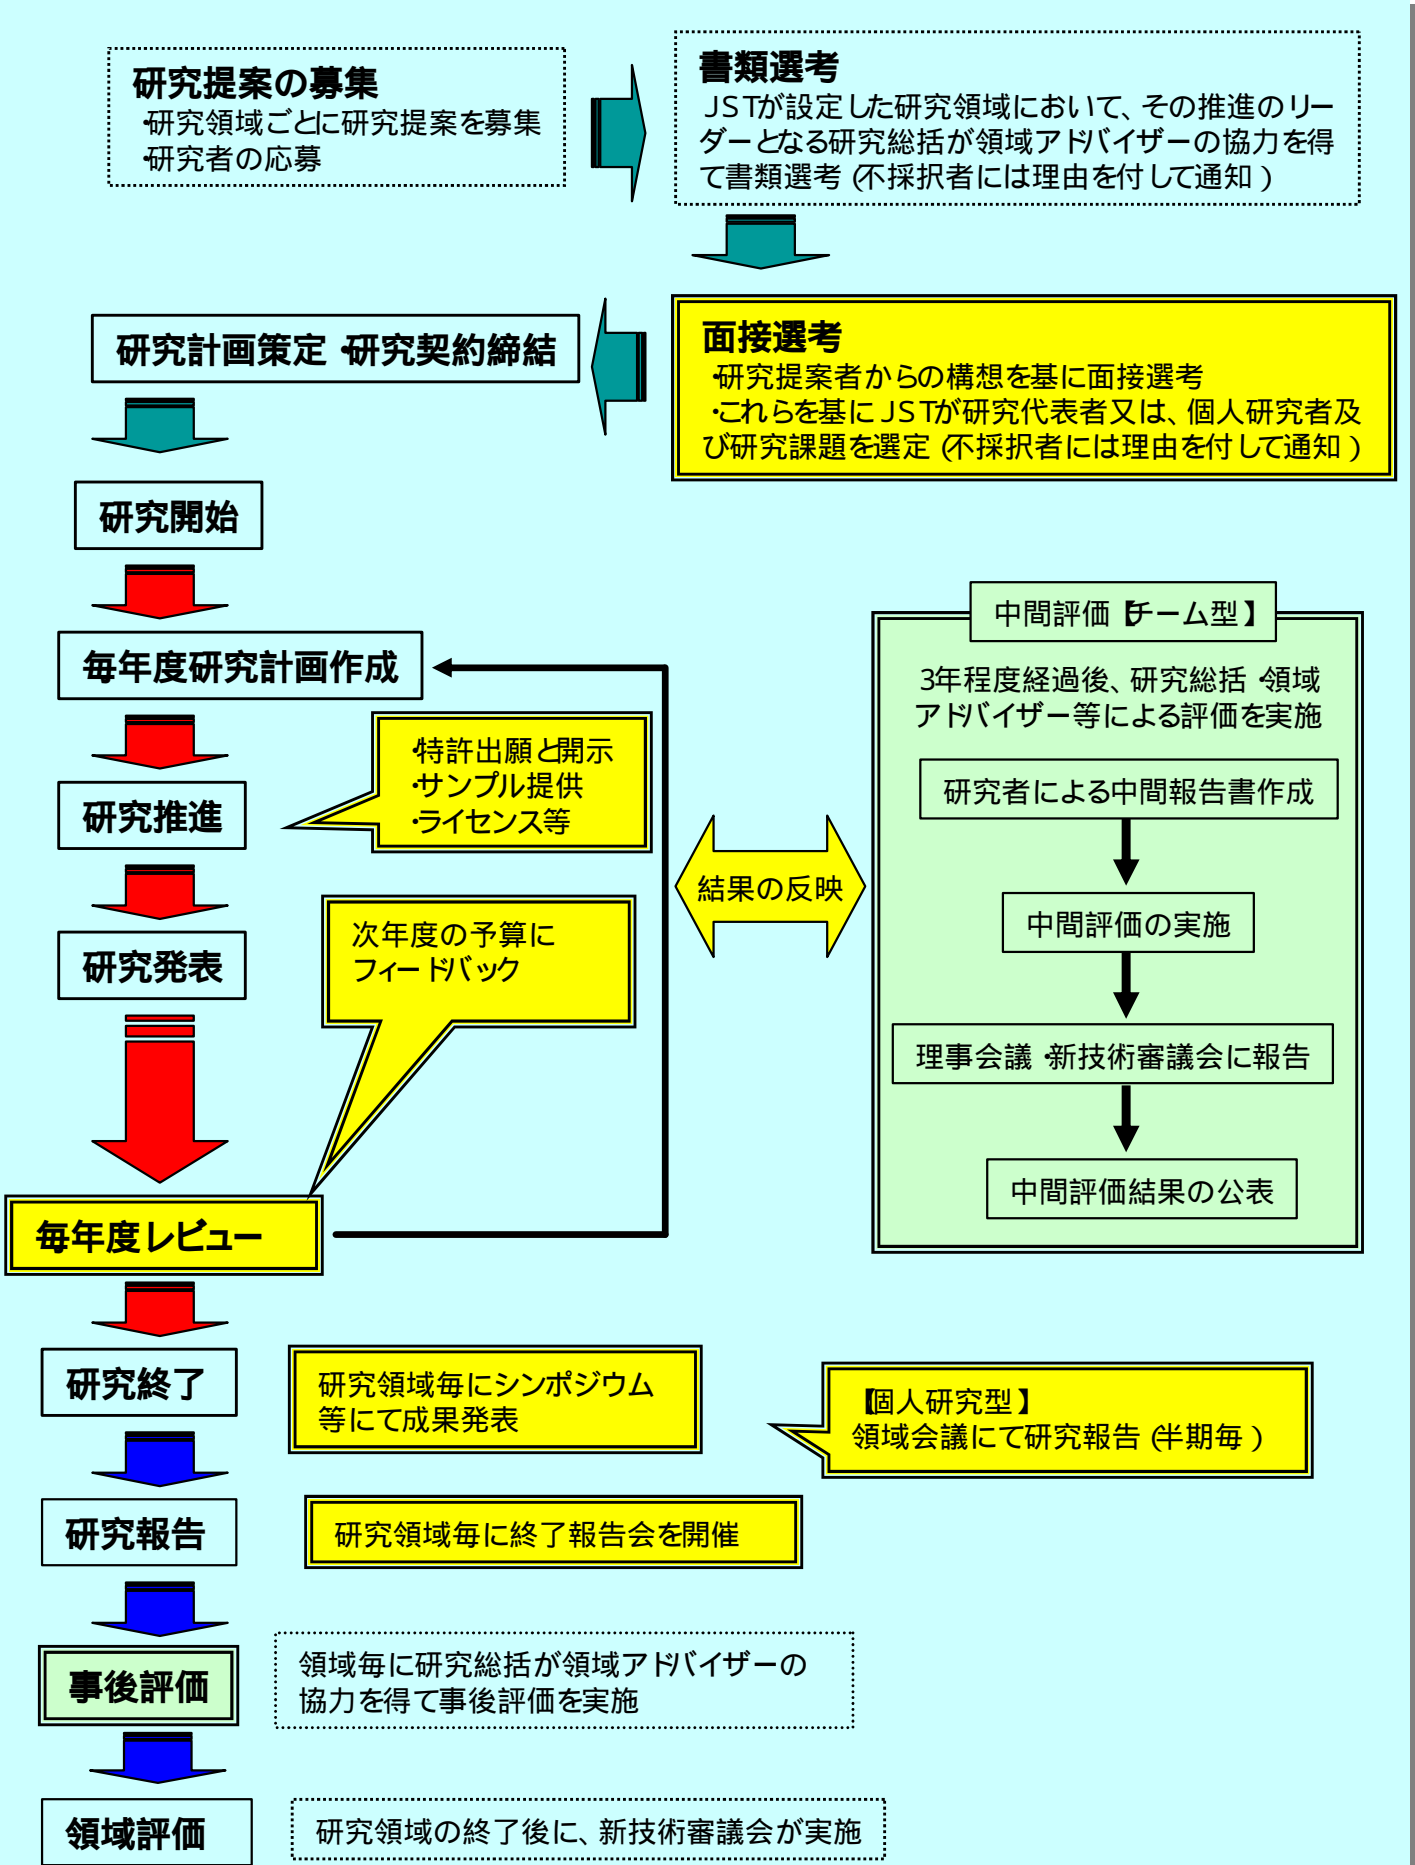 研究提案の募集
・研究領域ごとに研究提案を募集
・研究者の応募
書類選考
JSTが設定した研究領域において、その推進のリー
ダーとなる研究総括が領域アドバイザーの協力を得
て書類選考(不採択者には理由を付して通知)
面接選考
・研究提案者からの構想を基に面接選考
・これらを基にJSTが研究代表者又は、個人研究者及
び研究課題を選定(不採択者には理由を付して通知)
研究計画策定・研究契約締結
研究開始
毎年度研究計画作成
・特許出願と開示
・サンプル提供
・ライセンス等
研究推進
研究発表
次年度の予算に
フィードバック
毎年度レビュー
結果の反映
中間評価【チーム型】
3年程度経過後、研究総括・領域
アドバイザー等による評価を実施
研究者による中間報告書作成
中間評価の実施
理事会議・新技術審議会に報告
中間評価結果の公表
研究終了
研究領域毎にシンポジウム
等にて成果発表
【個人研究型】
領域会議にて研究報告(半期毎)
研究報告
研究領域毎に終了報告会を開催
事後評価
領域毎に研究総括が領域アドバイザーの
協力を得て事後評価を実施
領域評価
研究領域の終了後に、新技術審議会が実施